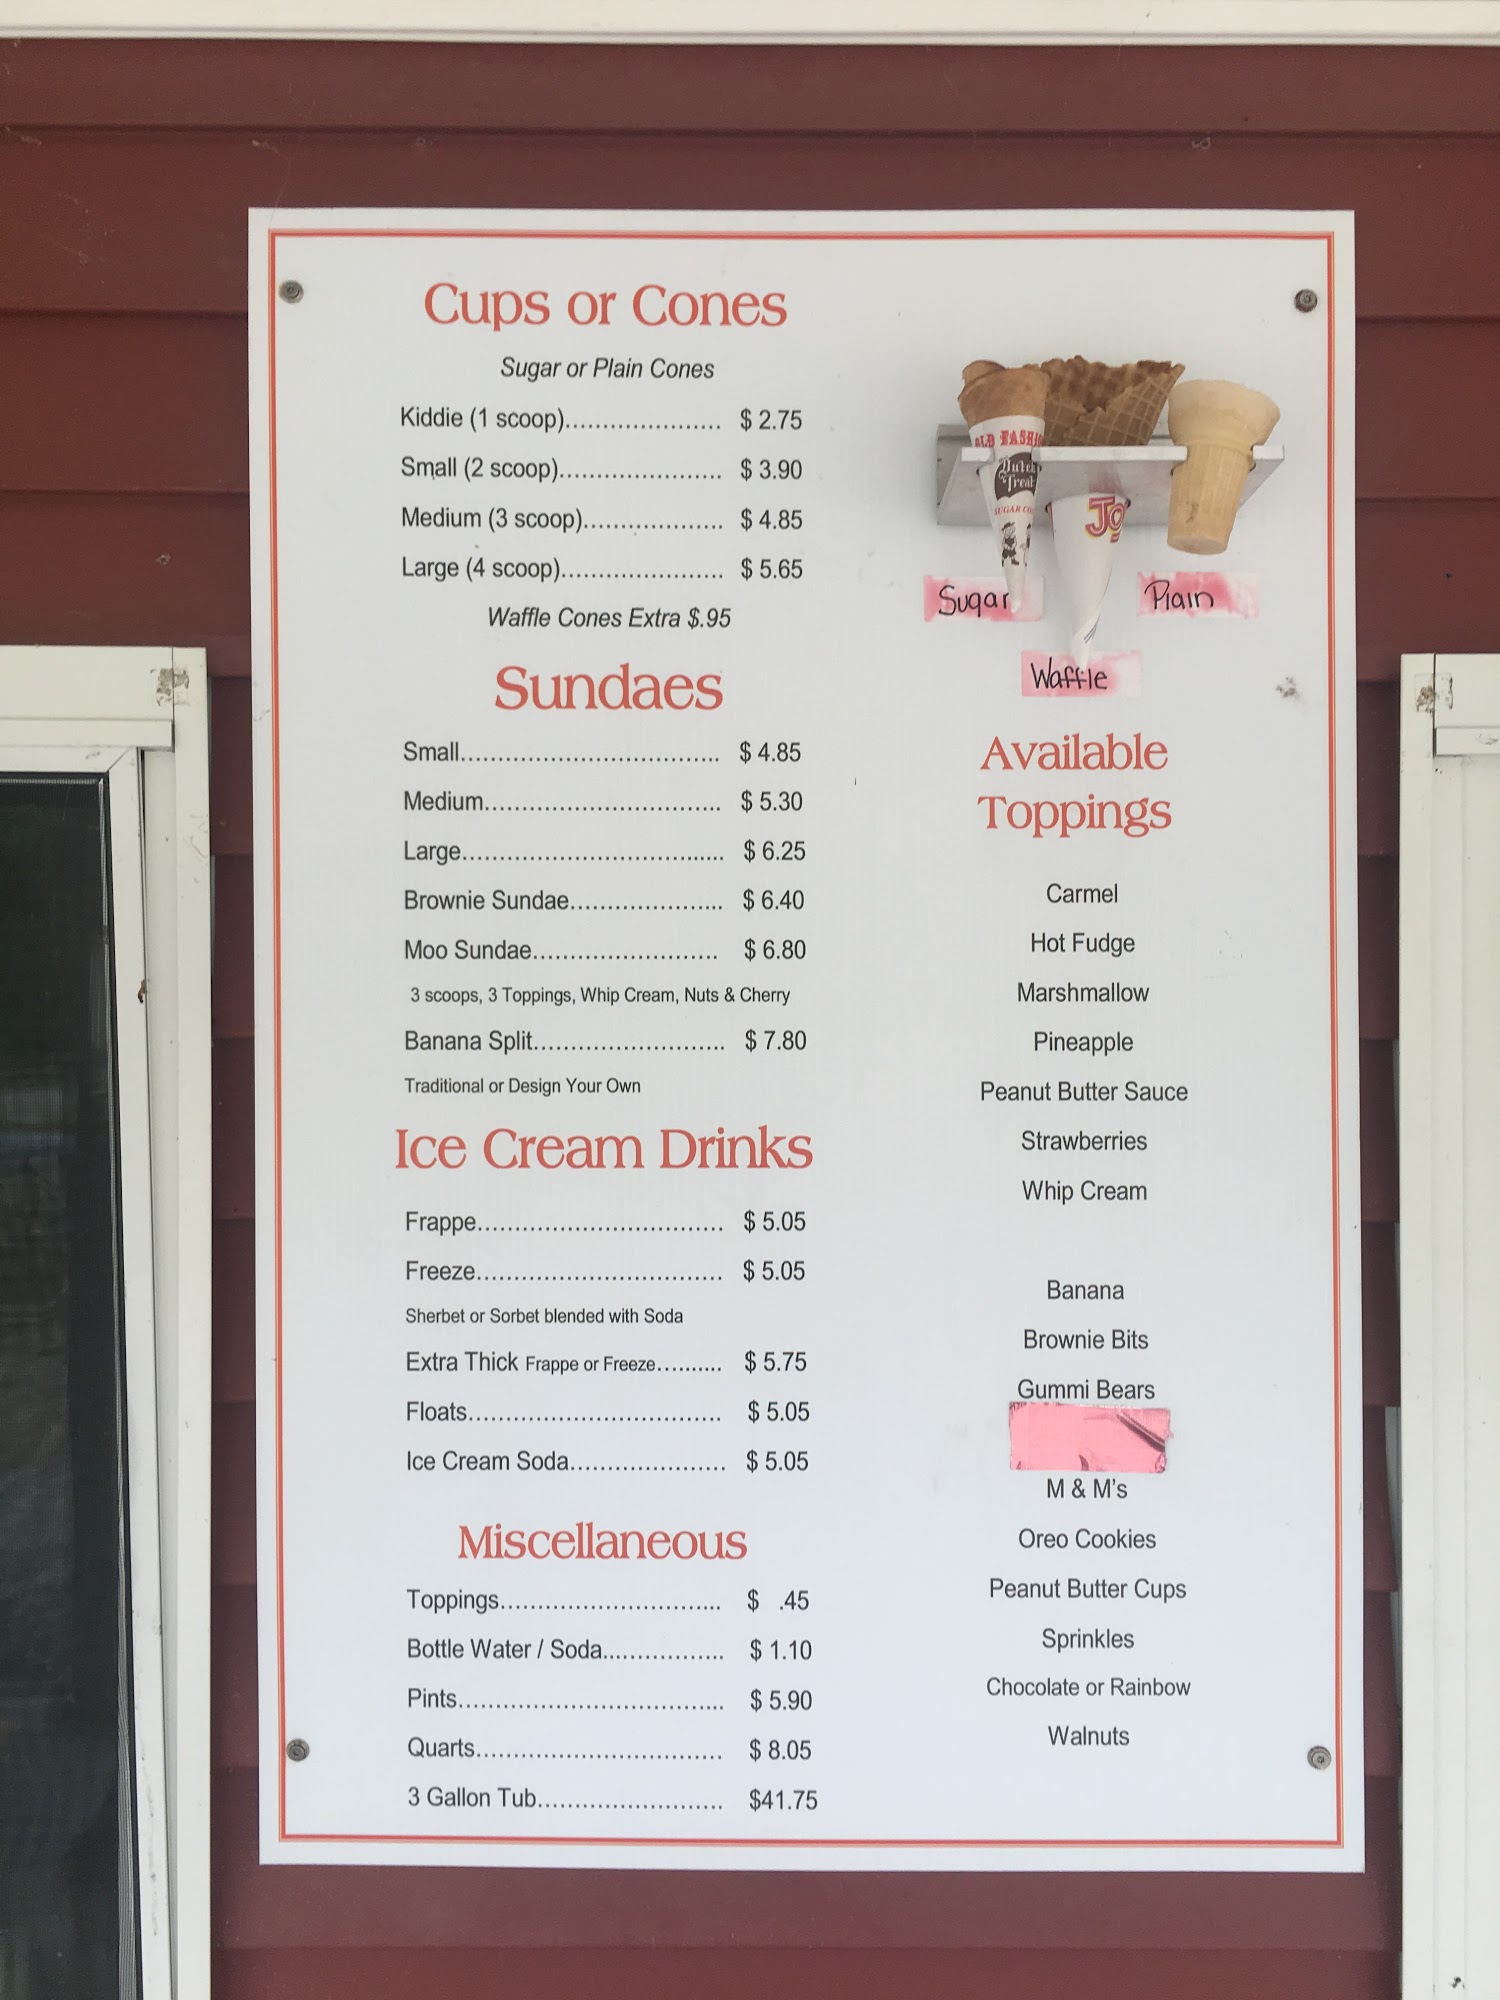 Cups or Cones
Sugar or Plain Cones
Kiddie (1 scoop)..................... $ 2.75
Small (2 scoop)...................... $ 3.90
Medium (3 scoop)................... $ 4.85
Large (4 scoop)...................... $ 5.65
Waffle Cones Extra $.95
Sundaes
Small................................... $ 4.85
Medium................................ $ 5.30
Large................................... $ 6.25
Brownie Sundae..................... $ 6.40
Moo Sundae......................... $ 6.80
3 scoops, 3 Toppings, Whip Cream, Nuts & Cherry
Banana Split.......................... $ 7.80
Traditional or Design Your Own
Ice Cream Drinks
Frappe................................. $ 5.05
Freeze................................. $ 5.05
Sherbet or Sorbet blended with Soda
Extra Thick Frappe or Freeze.......... $ 5.75
Floats.................................. $ 5.05
Ice Cream Soda..................... $ 5.05
Miscellaneous
Toppings.............................. $ .45
Bottle Water / Soda................ $ 1.10
Pints.................................... $ 5.90
Quarts................................. $ 8.05
3 Gallon Tub......................... $41.75
OLD FASHI
Dutch
Treat
SUGAR CO
Jo
Sugar
Plain
Waffle
Available
Toppings
Carmel
Hot Fudge
Marshmallow
Pineapple
Peanut Butter Sauce
Strawberries
Whip Cream
Banana
Brownie Bits
Gummi Bears
M & M's
Oreo Cookies
Peanut Butter Cups
Sprinkles
Chocolate or Rainbow
Walnuts